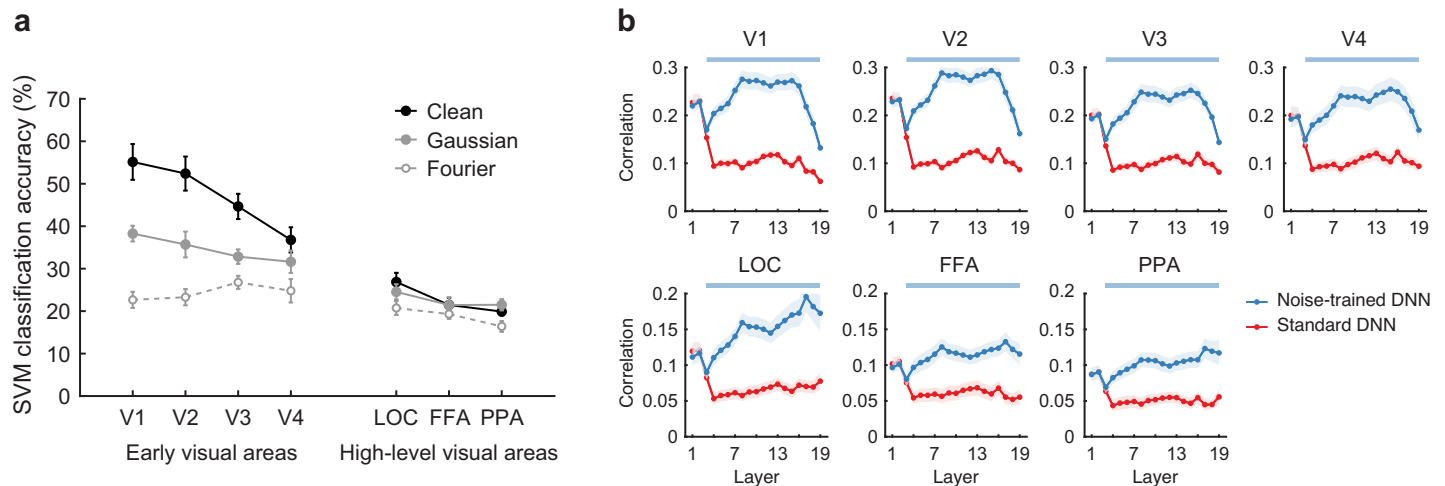 a
SVM classification accuracy (%)
70
60
50
40
30
20
10
0
Clean
Gaussian
Fourier
V1 V2 V3 V4
LOC FFA PPA
Early visual areas
High-level visual areas
b
V1
V2
V3
V4
Correlation
0.3
0.2
0.1
0
1 7 13 19
0.3
0.2
0.1
0
1 7 13 19
0.3
0.2
0.1
0
1 7 13 19
0.3
0.2
0.1
0
1 7 13 19
LOC
FFA
PPA
Correlation
0.2
0.15
0.1
0.05
0
1 7 13 19
Layer
0.2
0.15
0.1
0.05
0
1 7 13 19
Layer
0.2
0.15
0.1
0.05
0
1 7 13 19
Layer
Noise-trained DNN
Standard DNN